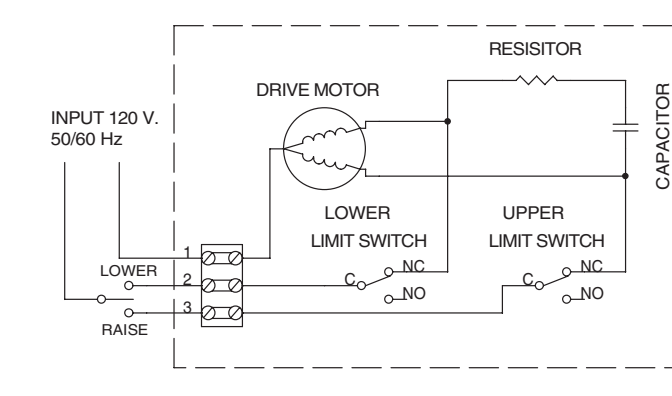 RESISITOR
DRIVE MOTOR
CAPACITOR
INPUT 120 V.
50/60 Hz
LOWER
LIMIT SWITCH
UPPER
LIMIT SWITCH
1
LOWER
2
C
NC
NO
C
NC
NO
3
RAISE